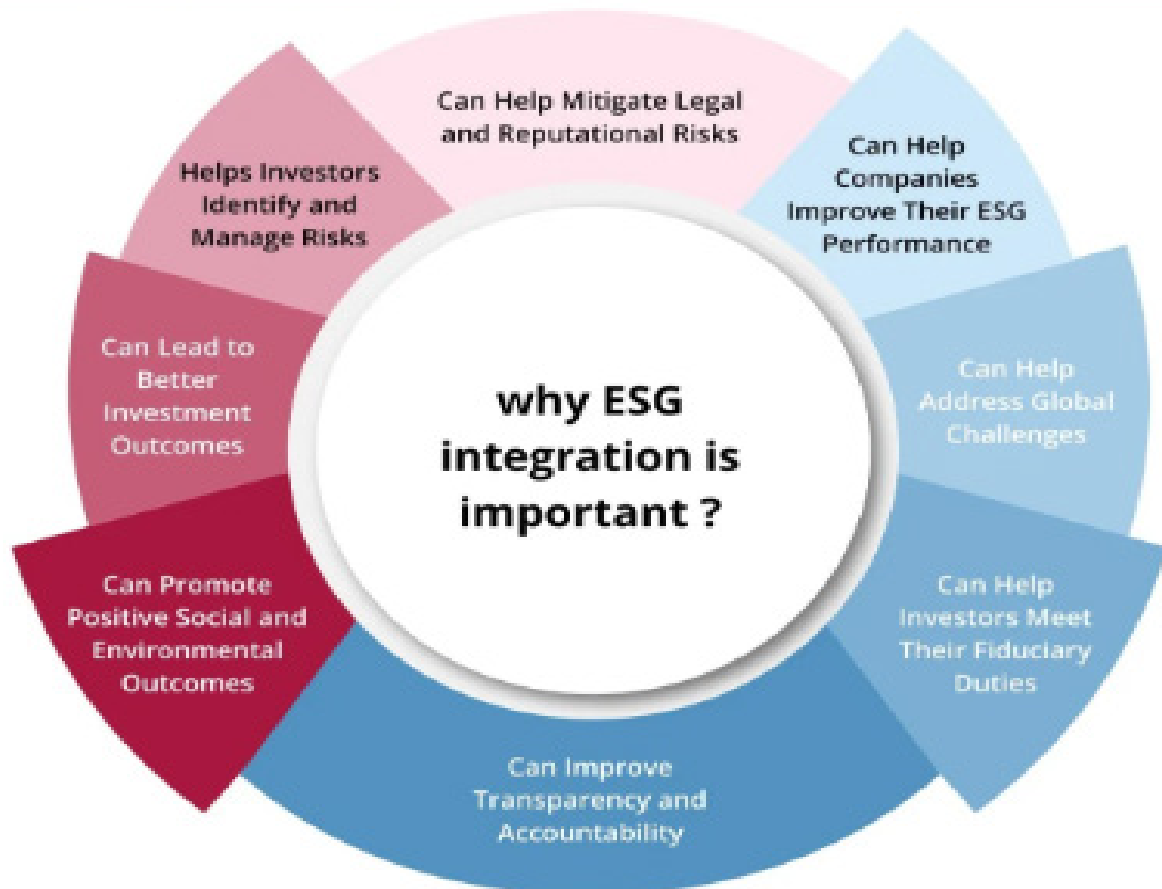 Can Help Mitigate Legal
and Reputational Risks
Can Help
Companies
Improve Their ESG
Performance
Can Help
Address Global
Challenges
Can Help
Investors Meet
Their Fiduciary
Duties
Can Improve
Transparency and
Accountability
Can Promote
Positive Social and
Environmental
Outcomes
Can Lead to
Better
Investment
Outcomes
Helps Investors
Identify and
Manage Risks
why ESG
integration is
important ?